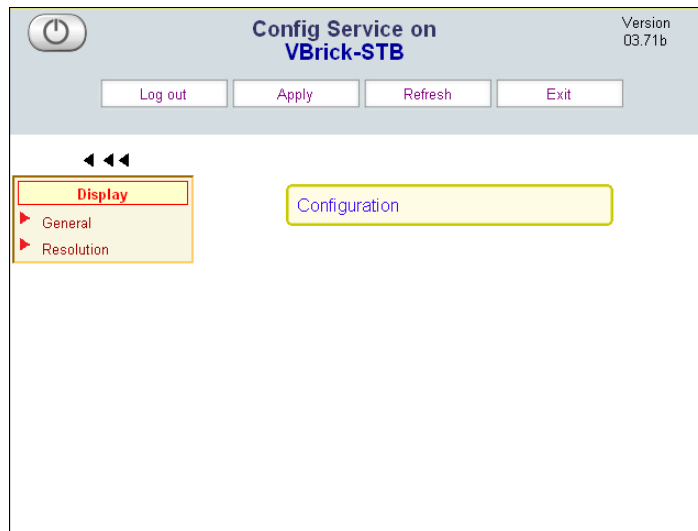 Config Service on
VBrick-STB
Version
03.71b
Log out
Apply
Refresh
Exit
Display
General
Resolution
Configuration